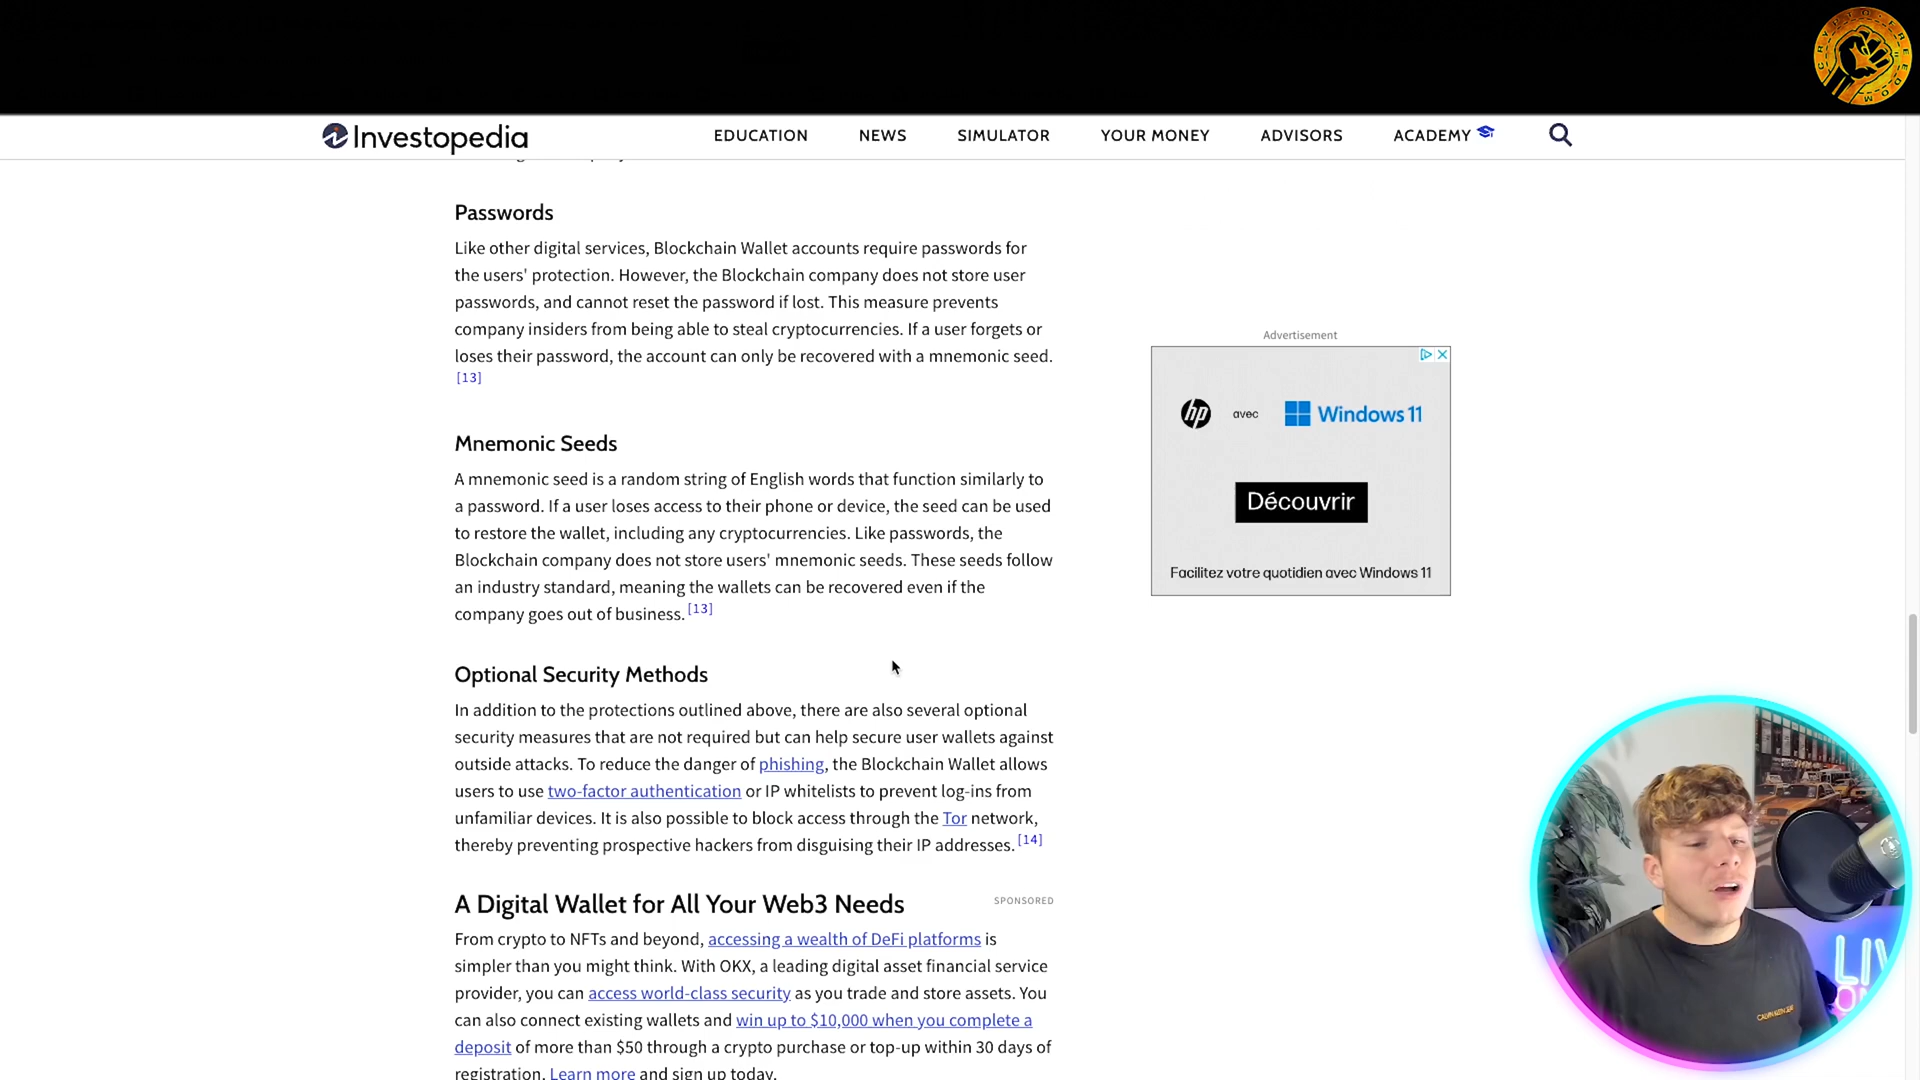 CRYPTO FREEDOM
Investopedia
EDUCATION NEWS SIMULATOR YOUR MONEY ADVISORS ACADEMY
Passwords
Like other digital services, Blockchain Wallet accounts require passwords for
the users' protection. However, the Blockchain company does not store user
passwords, and cannot reset the password if lost. This measure prevents
company insiders from being able to steal cryptocurrencies. If a user forgets or
loses their password, the account can only be recovered with a mnemonic seed.
[13]
Mnemonic Seeds
A mnemonic seed is a random string of English words that function similarly to
a password. If a user loses access to their phone or device, the seed can be used
to restore the wallet, including any cryptocurrencies. Like passwords, the
Blockchain company does not store users' mnemonic seeds. These seeds follow
an industry standard, meaning the wallets can be recovered even if the
company goes out of business. [13]
Optional Security Methods
In addition to the protections outlined above, there are also several optional
security measures that are not required but can help secure user wallets against
outside attacks. To reduce the danger of phishing, the Blockchain Wallet allows
users to use two-factor authentication or IP whitelists to prevent log-ins from
unfamiliar devices. It is also possible to block access through the Tor network,
thereby preventing prospective hackers from disguising their IP addresses. [14]
A Digital Wallet for All Your Web3 Needs
SPONSORED
From crypto to NFTs and beyond, accessing a wealth of DeFi platforms is
simpler than you might think. With OKX, a leading digital asset financial service
provider, you can access world-class security as you trade and store assets. You
can also connect existing wallets and win up to $10,000 when you complete a
deposit of more than $50 through a crypto purchase or top-up within 30 days of
registration. Learn more and sign up today.
Advertisement
hp avec Windows 11
Découvrir
Facilitez votre quotidien avec Windows 11